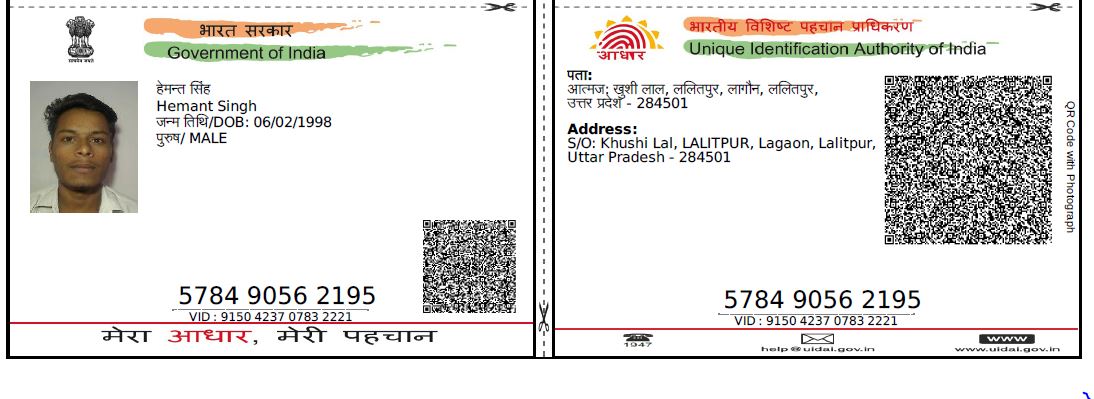 भारत सरकार
Government of India
हेमन्त सिंह
Hemant Singh
जन्म तिथि/DOB: 06/02/1998
पुरुष/ MALE
5784 9056 2195
VID : 9150 4237 0783 2221
मेरा आधार, मेरी पहचान
भारतीय विशिष्ट पहचान प्राधिकरण
Unique Identification Authority of India
आधार
पता:
आत्मज: खुशी लाल, ललितपुर, लागौन, ललितपुर,
उत्तर प्रदेश - 284501
Address:
S/O: Khushi Lal, LALITPUR, Lagaon, Lalitpur,
Uttar Pradesh - 284501
QR Code with Photograph
5784 9056 2195
VID : 9150 4237 0783 2221
1947
help@uidai.gov.in
www
www.uidai.gov.in